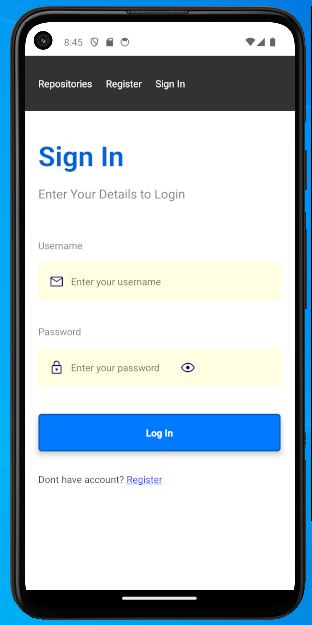 8:45
Repositories Register Sign In
Sign In
Enter Your Details to Login
Username
Enter your username
Password
Enter your password
Log In
Dont have account? Register